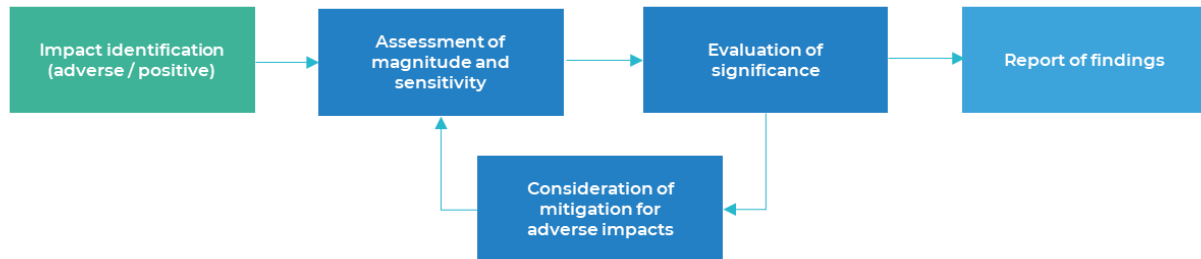 Impact identification
(adverse / positive)
Assessment of
magnitude and
sensitivity
Evaluation of
significance
Report of findings
Consideration of
mitigation for
adverse impacts